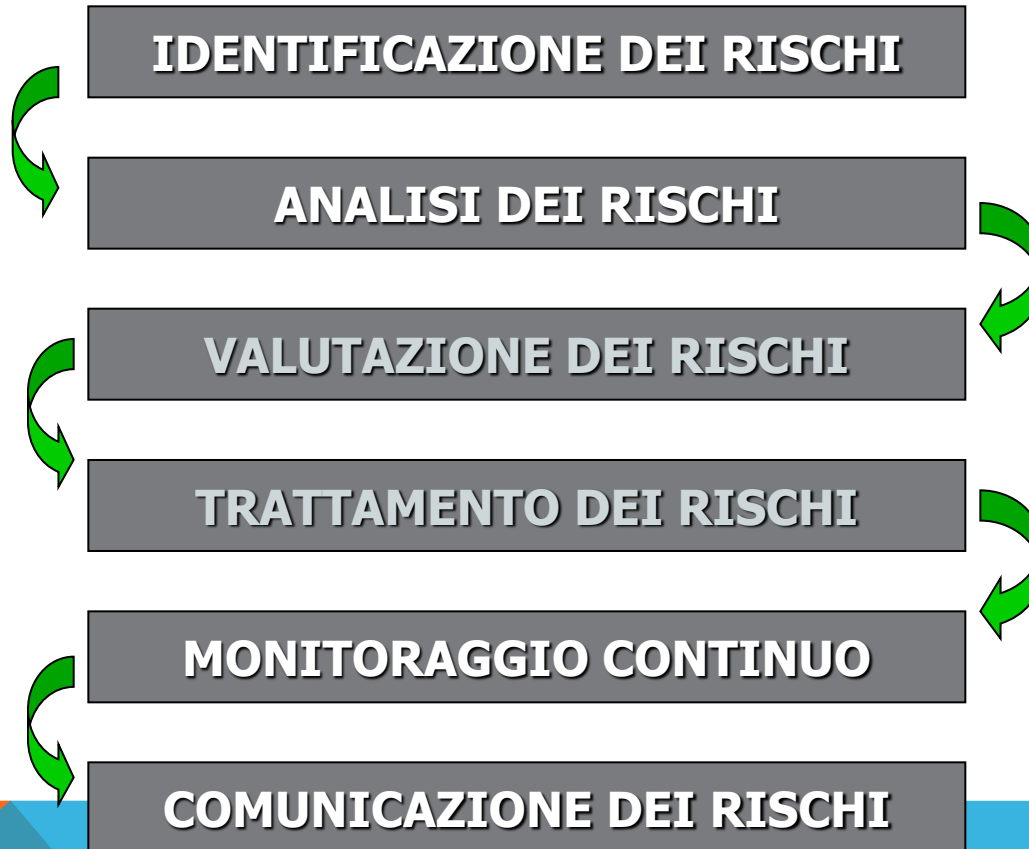 IDENTIFICAZIONE DEI RISCHI
ANALISI DEI RISCHI
VALUTAZIONE DEI RISCHI
TRATTAMENTO DEI RISCHI
MONITORAGGIO CONTINUO
COMUNICAZIONE DEI RISCHI